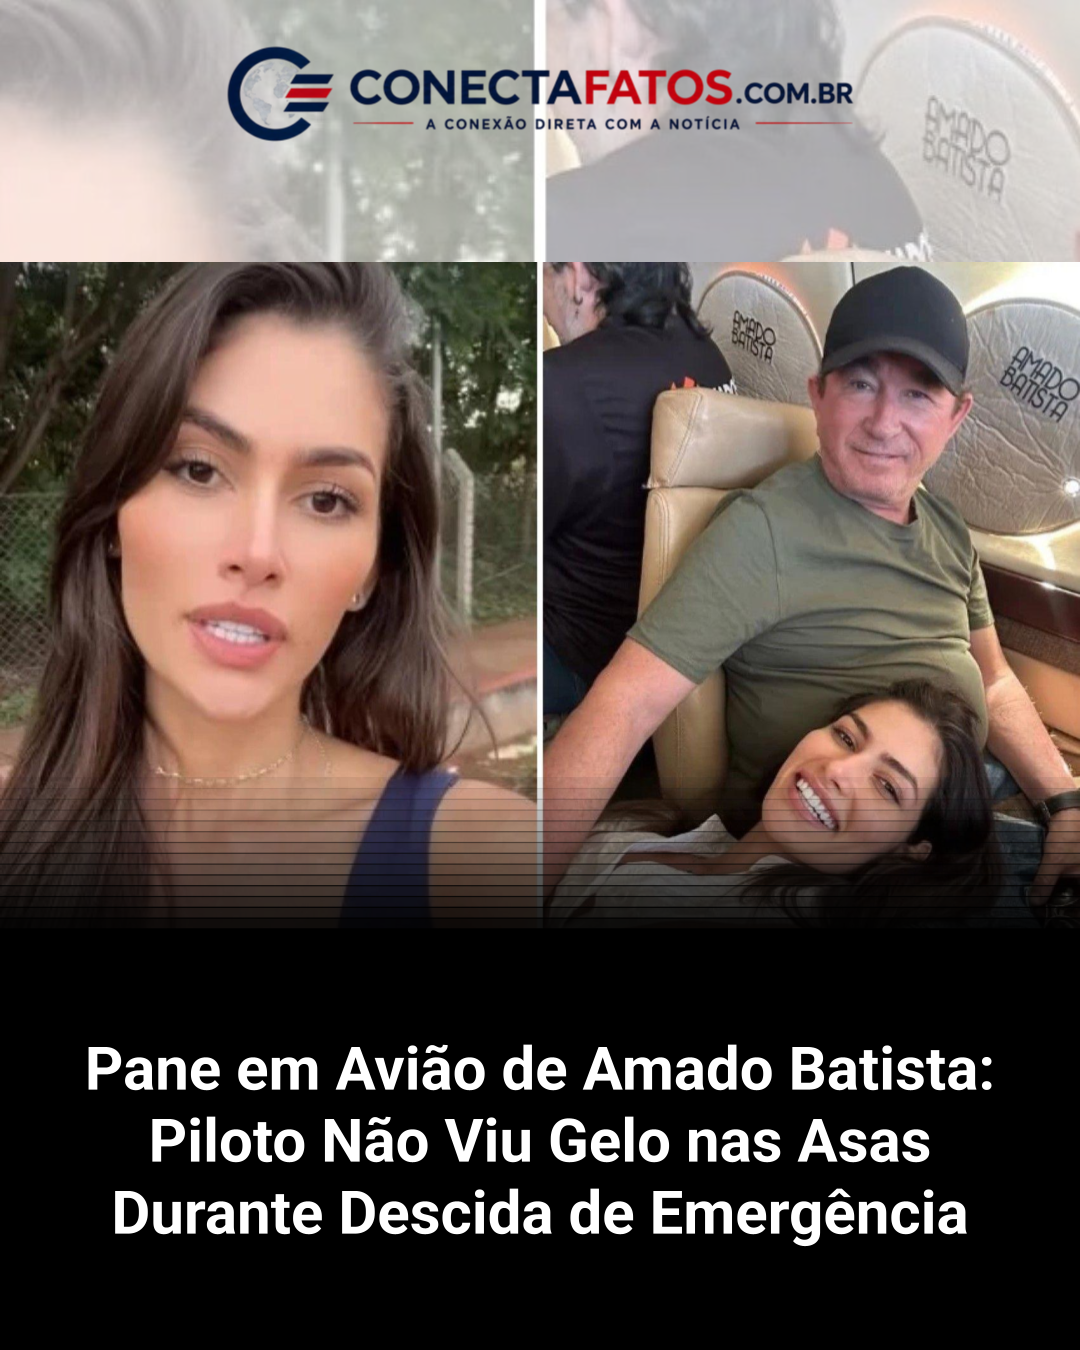 CONECTAFATOS.COM.BR
A CONEXÃO DIRETA COM A NOTÍCIA
AMADO
BATISTA
AMADO
BATISTA
AMADO
BATISTA
Pane em Avião de Amado Batista:
Piloto Não Viu Gelo nas Asas
Durante Descida de Emergência